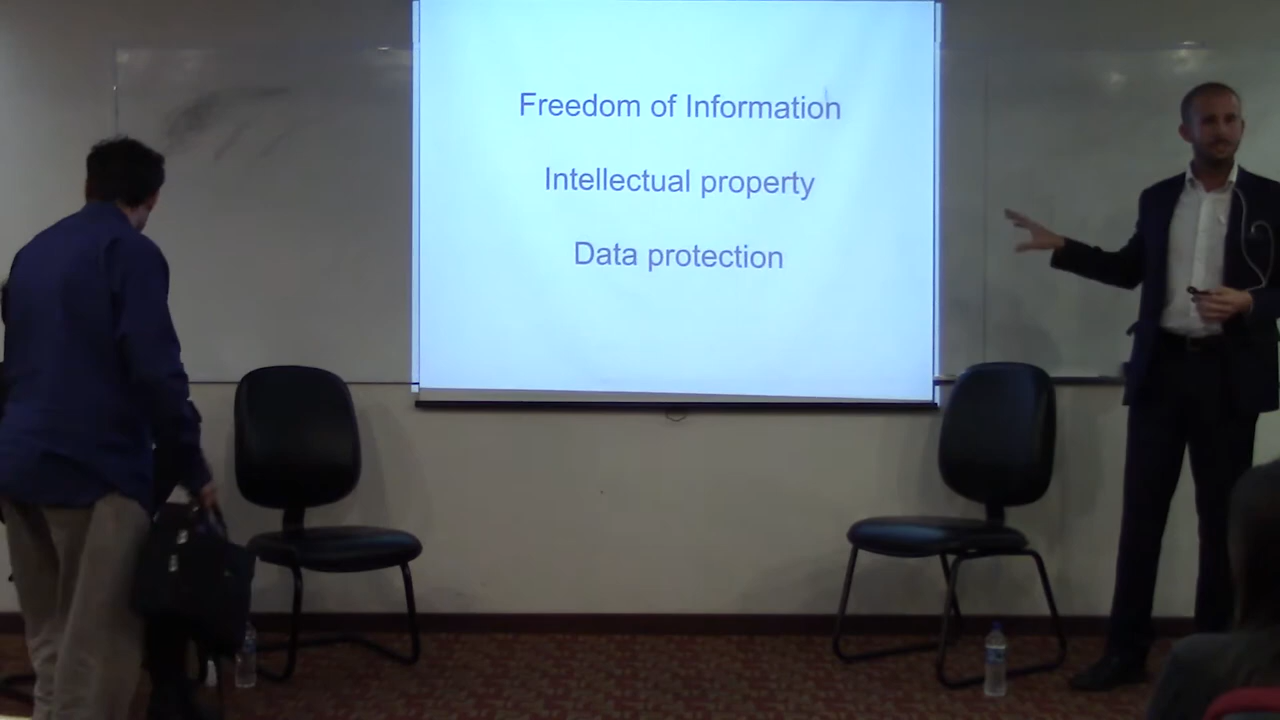 Freedom of Information
Intellectual property
Data protection